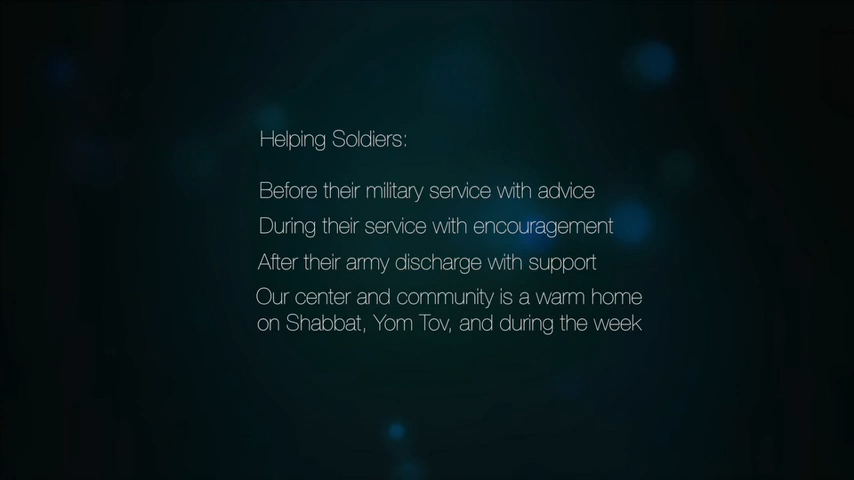 Helping Soldiers:
Before their military service with advice
During their service with encouragement
After their army discharge with support
Our center and community is a warm home
on Shabbat, Yom Tov, and during the week